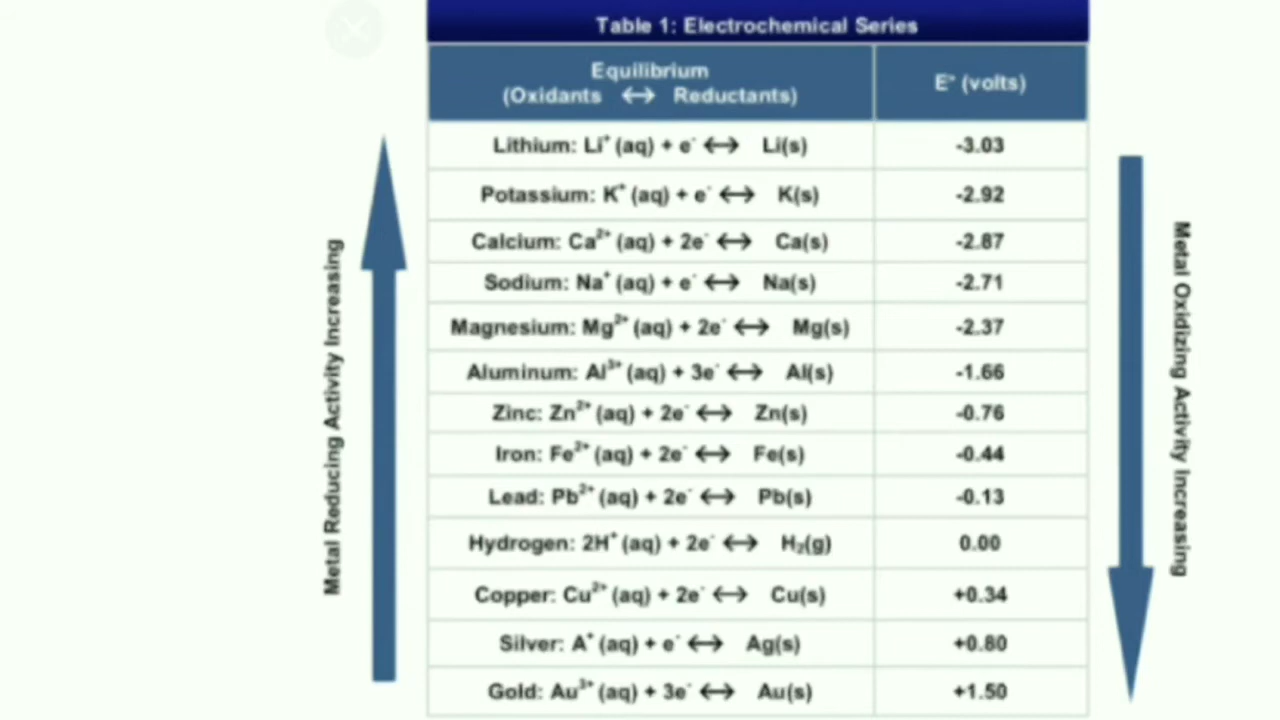 Table 1: Electrochemical Series
Equilibrium
(Oxidants ↔ Reductants)
E° (volts)
Lithium: Li⁺ (aq) + e⁻ ↔ Li(s) -3.03
Potassium: K⁺ (aq) + e⁻ ↔ K(s) -2.92
Calcium: Ca²⁺ (aq) + 2e⁻ ↔ Ca(s) -2.87
Sodium: Na⁺ (aq) + e⁻ ↔ Na(s) -2.71
Magnesium: Mg²⁺ (aq) + 2e⁻ ↔ Mg(s) -2.37
Aluminum: Al³⁺ (aq) + 3e⁻ ↔ Al(s) -1.66
Zinc: Zn²⁺ (aq) + 2e⁻ ↔ Zn(s) -0.76
Iron: Fe²⁺ (aq) + 2e⁻ ↔ Fe(s) -0.44
Lead: Pb²⁺ (aq) + 2e⁻ ↔ Pb(s) -0.13
Hydrogen: 2H⁺ (aq) + 2e⁻ ↔ H₂(g) 0.00
Copper: Cu²⁺ (aq) + 2e⁻ ↔ Cu(s) +0.34
Silver: A⁺ (aq) + e⁻ ↔ Ag(s) +0.80
Gold: Au³⁺ (aq) + 3e⁻ ↔ Au(s) +1.50
Metal Reducing Activity Increasing
Metal Oxidizing Activity Increasing